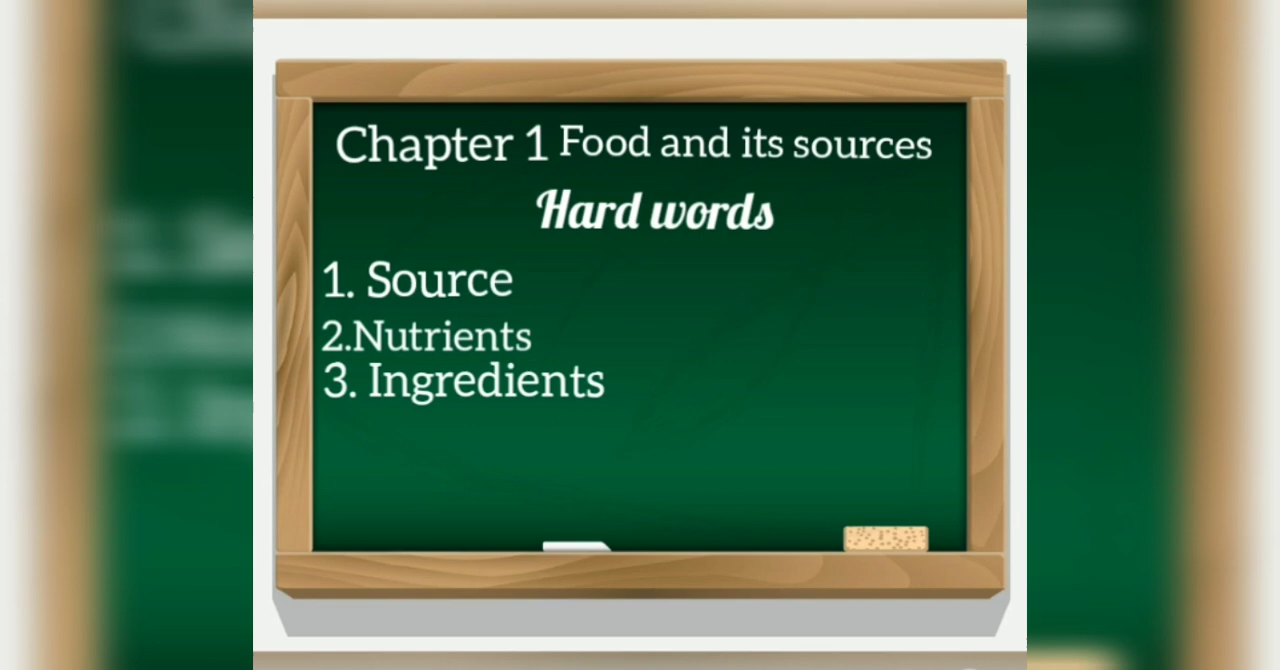 Chapter 1 Food and its sources
Hard words
1. Source
2.Nutrients
3. Ingredients